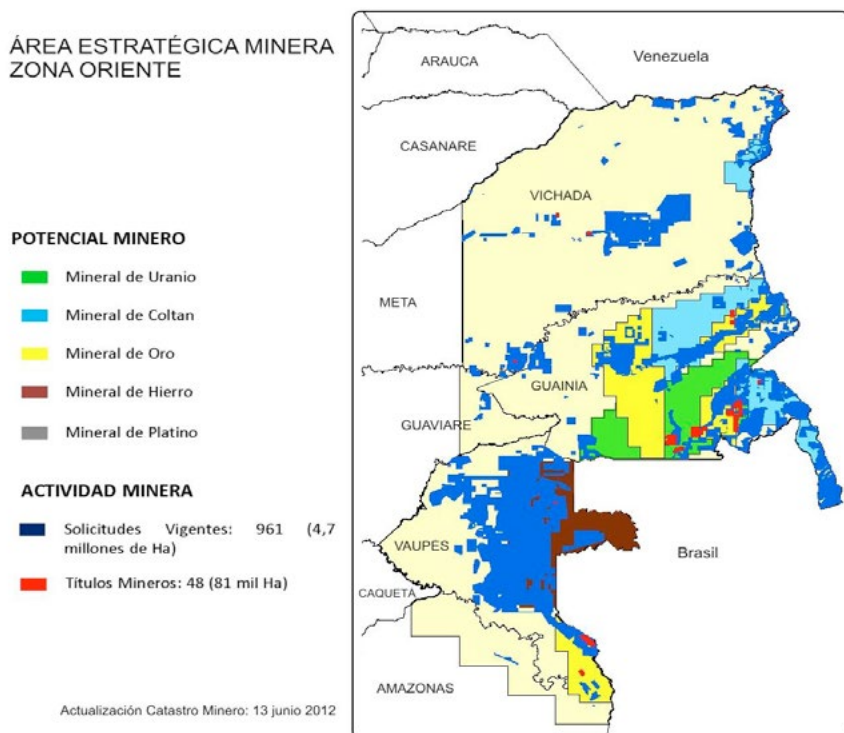 ÁREA ESTRATÉGICA MINERA
ZONA ORIENTE
POTENCIAL MINERO
Mineral de Uranio
Mineral de Coltan
Mineral de Oro
Mineral de Hierro
Mineral de Platino
ACTIVIDAD MINERA
Solicitudes Vigentes: 961 (4,7
millones de Ha)
Títulos Mineros: 48 (81 mil Ha)
Actualización Catastro Minero: 13 junio 2012
ARAUCA
Venezuela
CASANARE
VICHADA
META
GUAINÍA
GUAVIARE
VAUPES
Brasil
CAQUETA
AMAZONAS